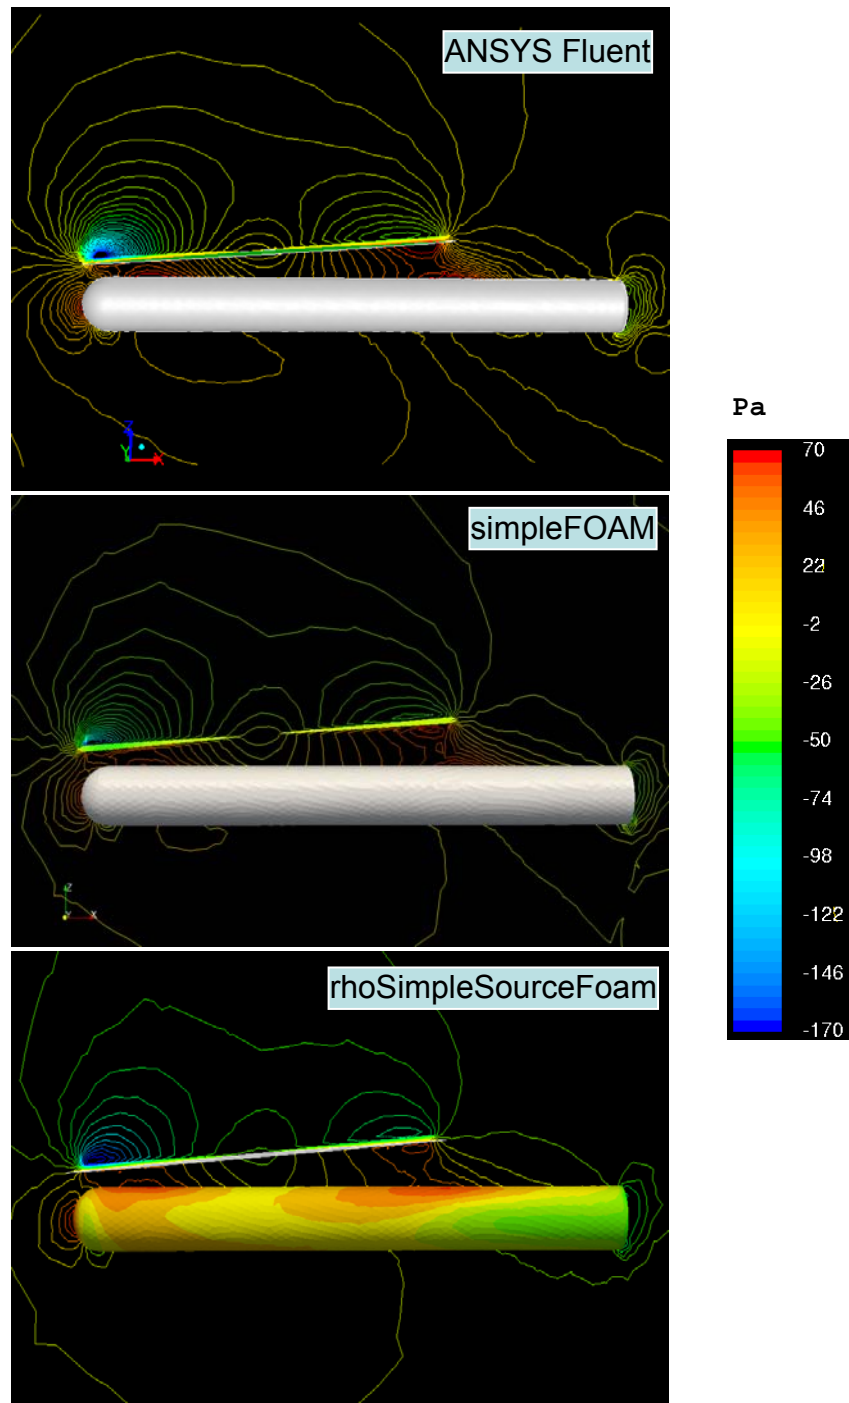 ANSYS Fluent
Z
Y
X
simpleFOAM
Z
Y
X
rhoSimpleSourceFoam
Pa
70
46
22
-2
-26
-50
-74
-98
-122
-146
-170